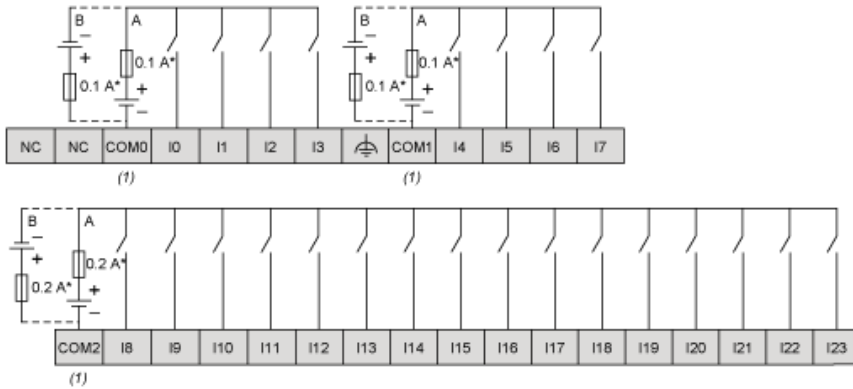 B A B A
− −
+ 0.1 A* + 0.1 A*
0.1 A* + 0.1 A* +
− −
NC NC COM0 I0 I1 I2 I3 COM1 I4 I5 I6 I7
(1) (1)
B A
−
+ 0.2 A*
0.2 A* +
−
COM2 I8 I9 I10 I11 I12 I13 I14 I15 I16 I17 I18 I19 I20 I21 I22 I23
(1)